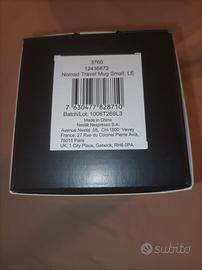 3760
12436673
Nomad Travel Mug Small, LE
7 630477 828710
Batch/Lot: 1006T269L3
Made in China
Nestlé Nespresso S.A.
Avenue Nestlé 55, CH-1800 Vevey
France: 27 Rue du Colonel Pierre Avia,
75015 Paris
UK: 1 City Place, Gatwick, RH6 0PA
subito